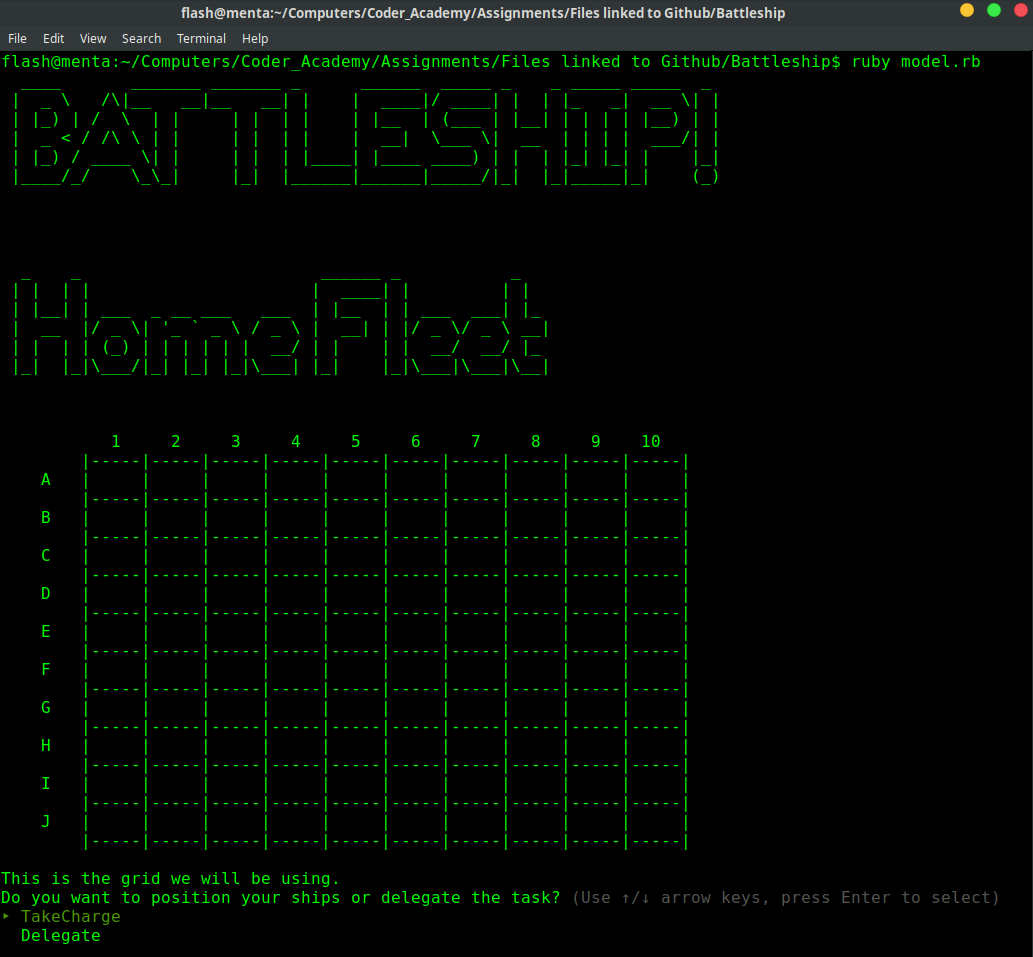 flash@menta:~/Computers/Coder_Academy/Assignments/Files linked to Github/Battleship
File Edit View Search Terminal Help
flash@menta:~/Computers/Coder_Academy/Assignments/Files linked to Github/Battleship$ ruby model.rb
BATTLESHIP!
Home Fleet
1 2 3 4 5 6 7 8 9 10
A
B
C
D
E
F
G
H
I
J
This is the grid we will be using.
Do you want to position your ships or delegate the task? (Use ↑/↓ arrow keys, press Enter to select)
‣ TakeCharge
Delegate